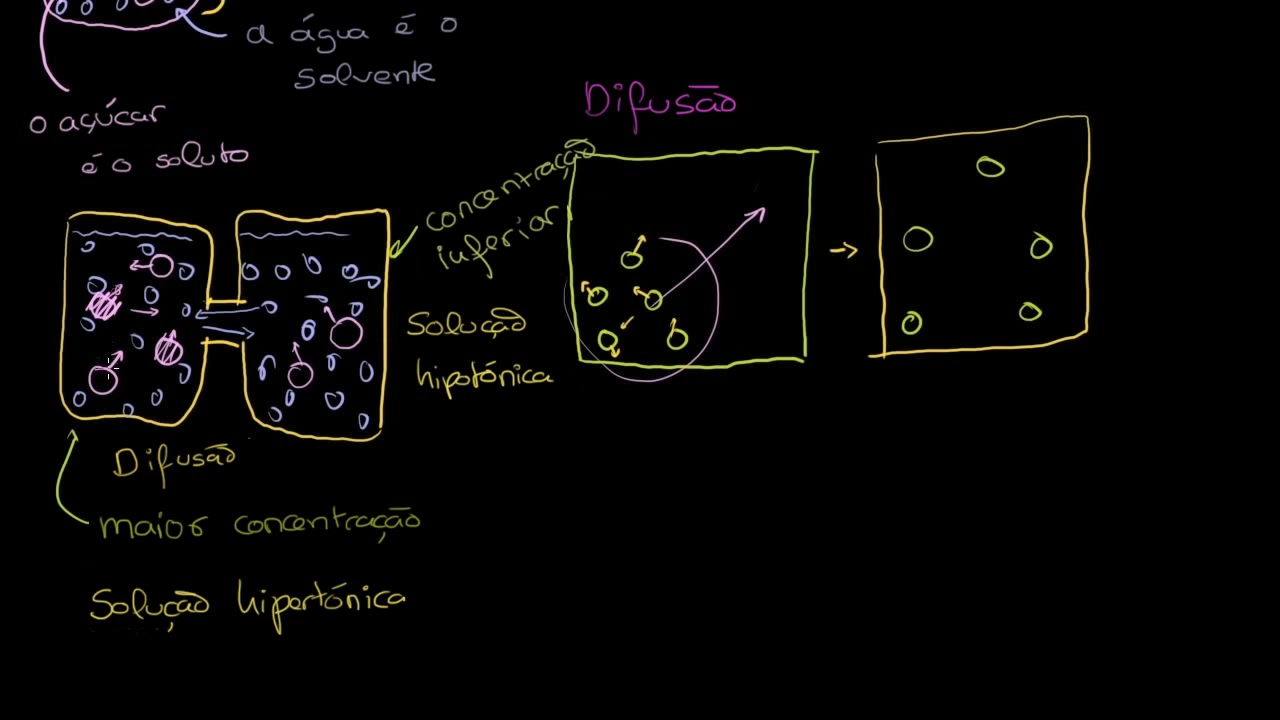 a água é o
solvente
o açúcar
é o soluto
Difusão
concentração
inferior
Solução
hipotónica
Difusão
maior concentração
Solução hipertónica